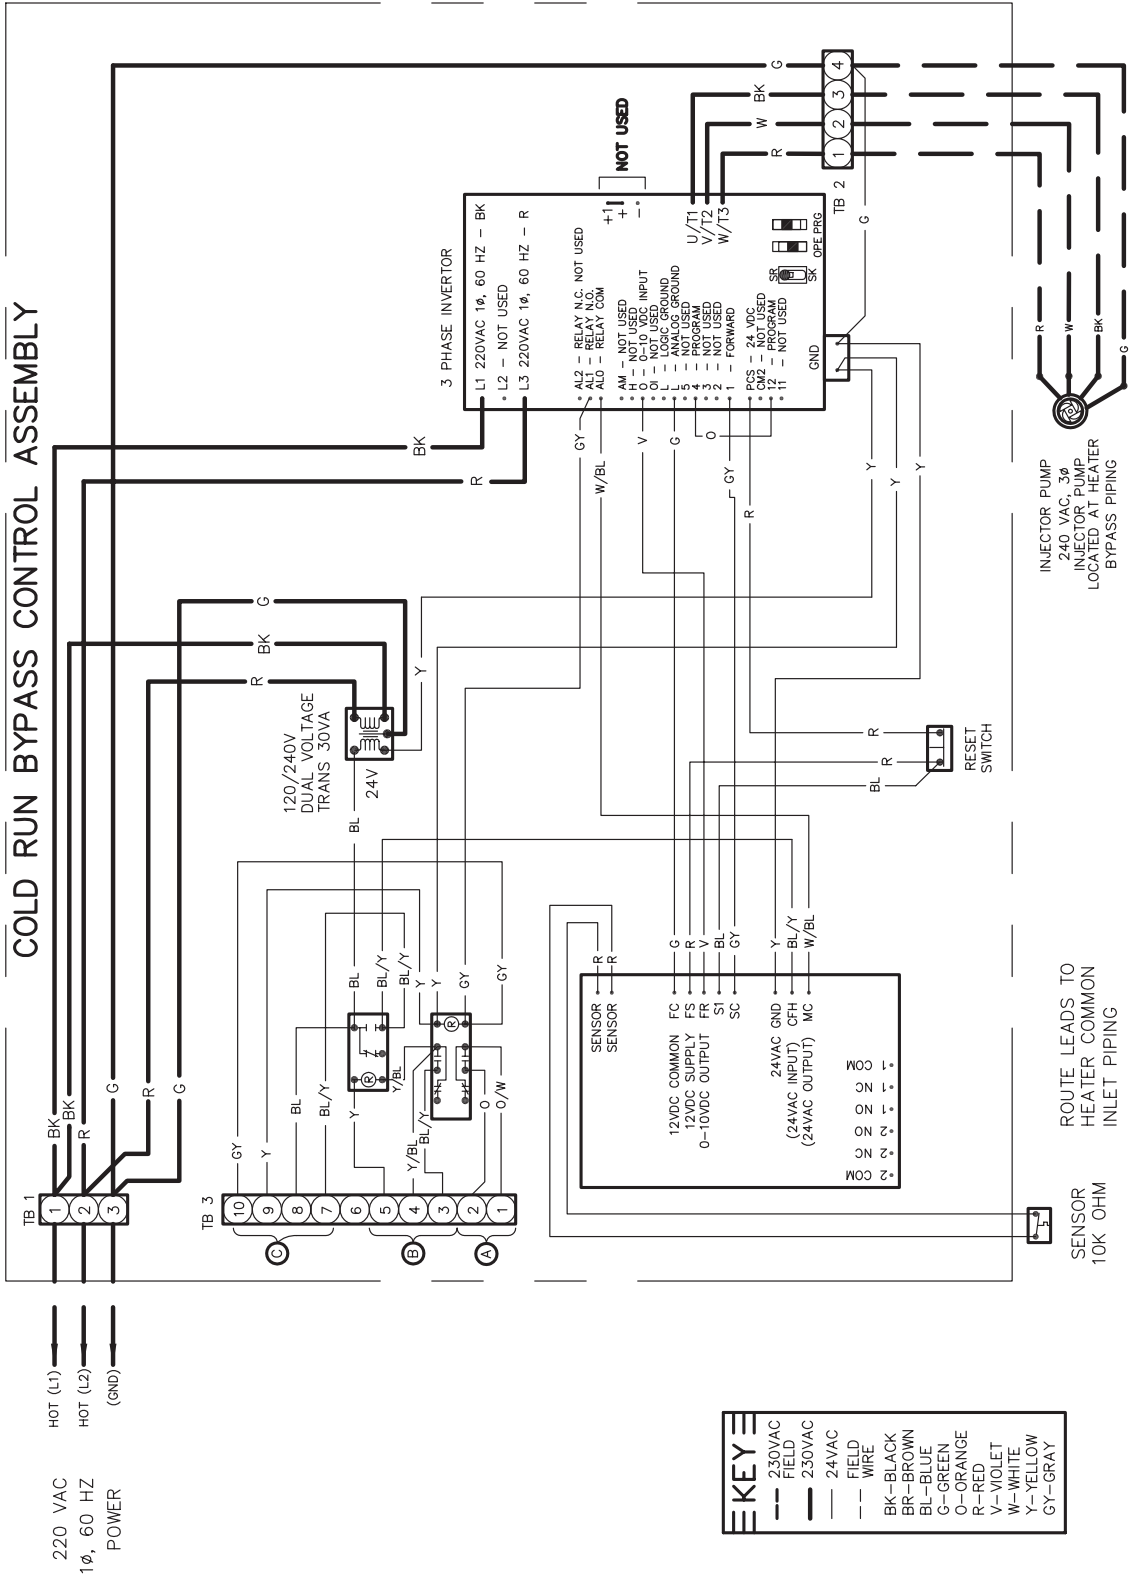 COLD RUN BYPASS CONTROL ASSEMBLY
220 VAC
1ø, 60 HZ
POWER
HOT (L1)
HOT (L2)
(GND)
TB 1
1
2
3
BK
BK
R
G
R
G
BK
R
R
BK
G
120/240V
DUAL VOLTAGE
TRANS 30VA
24V
BL
Y
TB 3
10
9
8
7
6
5
4
3
2
1
C
B
A
GY
Y
BL
BL/Y
Y
Y/BL
BL/Y
O
O/W
R
Y/BL
R
BL
BL/Y
BL/Y
Y
Y
GY
GY
3 PHASE INVERTOR
L1 220VAC 1ø, 60 HZ - BK
L2 - NOT USED
L3 220VAC 1ø, 60 HZ - R
AL2 - RELAY N.C. NOT USED
AL1 - RELAY N.O.
AL0 - RELAY COM
AM - NOT USED
H - NOT USED
O - 0-10 VDC INPUT
OI - NOT USED
L - LOGIC GROUND
L - ANALOG GROUND
5 - NOT USED
4 - PROGRAM
3 - NOT USED
2 - NOT USED
1 - FORWARD
PCS - 24 VDC
CM2 - NOT USED
12 - PROGRAM
11 - NOT USED
+1
+
-
NOT USED
U/T1
V/T2
W/T3
SR
SK
OPE PRG
GND
GY
W/BL
V
G
O
GY
R
Y
Y
Y
G
BK
W
R
TB 2
1
2
3
4
G
R
W
BK
G
INJECTOR PUMP
240 VAC, 3ø
INJECTOR PUMP
LOCATED AT HEATER
BYPASS PIPING
R
R
BL
RESET
SWITCH
SENSOR
SENSOR
R
R
12VDC COMMON FC
12VDC SUPPLY FS
0-10VDC OUTPUT FR
S1
SC
24VAC GND
(24VAC INPUT) CFH
(24VAC OUTPUT) MC
G
R
V
BL
GY
Y
BL/Y
W/BL
2 COM
2 NC
2 NO
1 NO
1 NC
1 COM
ROUTE LEADS TO
HEATER COMMON
INLET PIPING
SENSOR
10K OHM
KEY
230VAC
FIELD
230VAC
24VAC
FIELD
WIRE
BK-BLACK
BR-BROWN
BL-BLUE
G-GREEN
O-ORANGE
R-RED
V-VIOLET
W-WHITE
Y-YELLOW
GY-GRAY